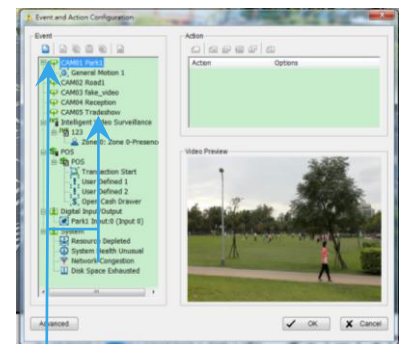 Event and Action Configuration
Event
Action
Action Options
CAM01 Park1
General Motion 1
CAM02 Road1
CAM03 fake_video
CAM04 Reception
CAM05 Tradeshow
Intelligent Video Surveillance
123
Zone 0: Zone 0-Presenc
POS
POS
Transaction Start
User Defined 1
User Defined 2
Open Cash Drawer
Digital Input/Output
Park1 Input:0 (Input 0)
System
Resource Depleted
System Health Unusual
Network Congestion
Disk Space Exhausted
Video Preview
Advanced
OK
Cancel